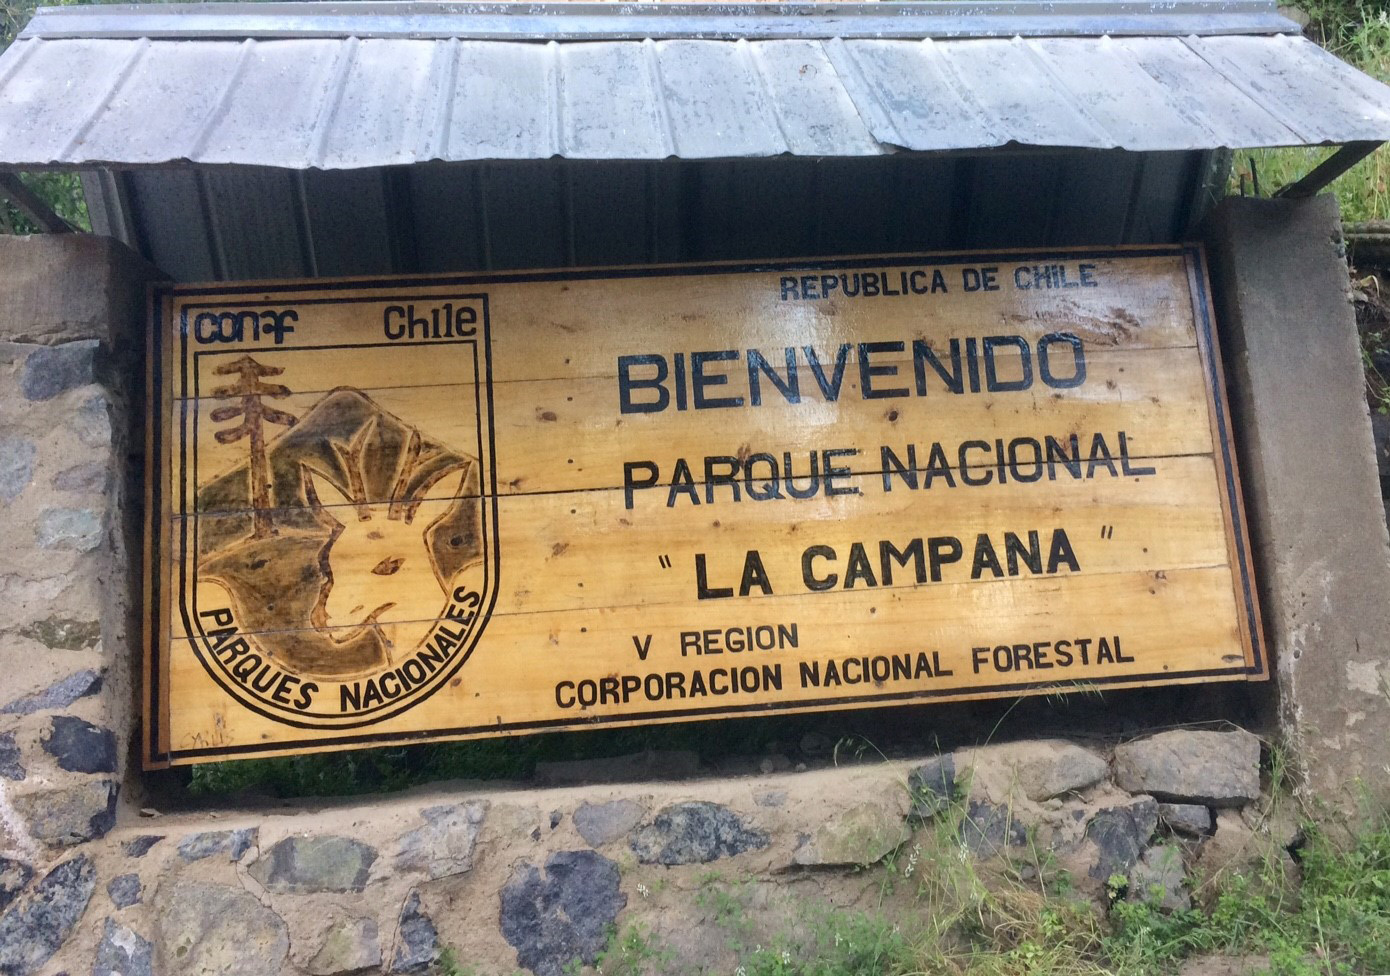 conaf Chile
PARQUES NACIONALES
REPUBLICA DE CHILE
BIENVENIDO
PARQUE NACIONAL
" LA CAMPANA "
V REGION
CORPORACION NACIONAL FORESTAL